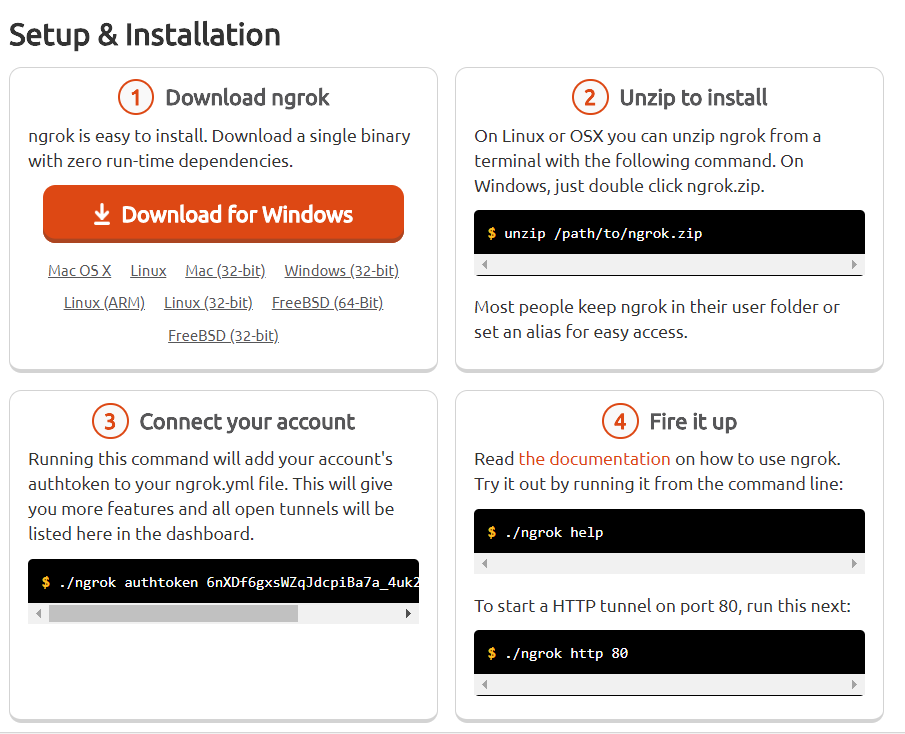 Setup & Installation
1 Download ngrok
ngrok is easy to install. Download a single binary
with zero run-time dependencies.
Download for Windows
Mac OS X Linux Mac (32-bit) Windows (32-bit)
Linux (ARM) Linux (32-bit) FreeBSD (64-Bit)
FreeBSD (32-bit)
2 Unzip to install
On Linux or OSX you can unzip ngrok from a
terminal with the following command. On
Windows, just double click ngrok.zip.
$ unzip /path/to/ngrok.zip
Most people keep ngrok in their user folder or
set an alias for easy access.
3 Connect your account
Running this command will add your account's
authtoken to your ngrok.yml file. This will give
you more features and all open tunnels will be
listed here in the dashboard.
$ ./ngrok authtoken 6nXDf6gxsWZqJdcpiBa7a_4uk2
4 Fire it up
Read the documentation on how to use ngrok.
Try it out by running it from the command line:
$ ./ngrok help
To start a HTTP tunnel on port 80, run this next:
$ ./ngrok http 80